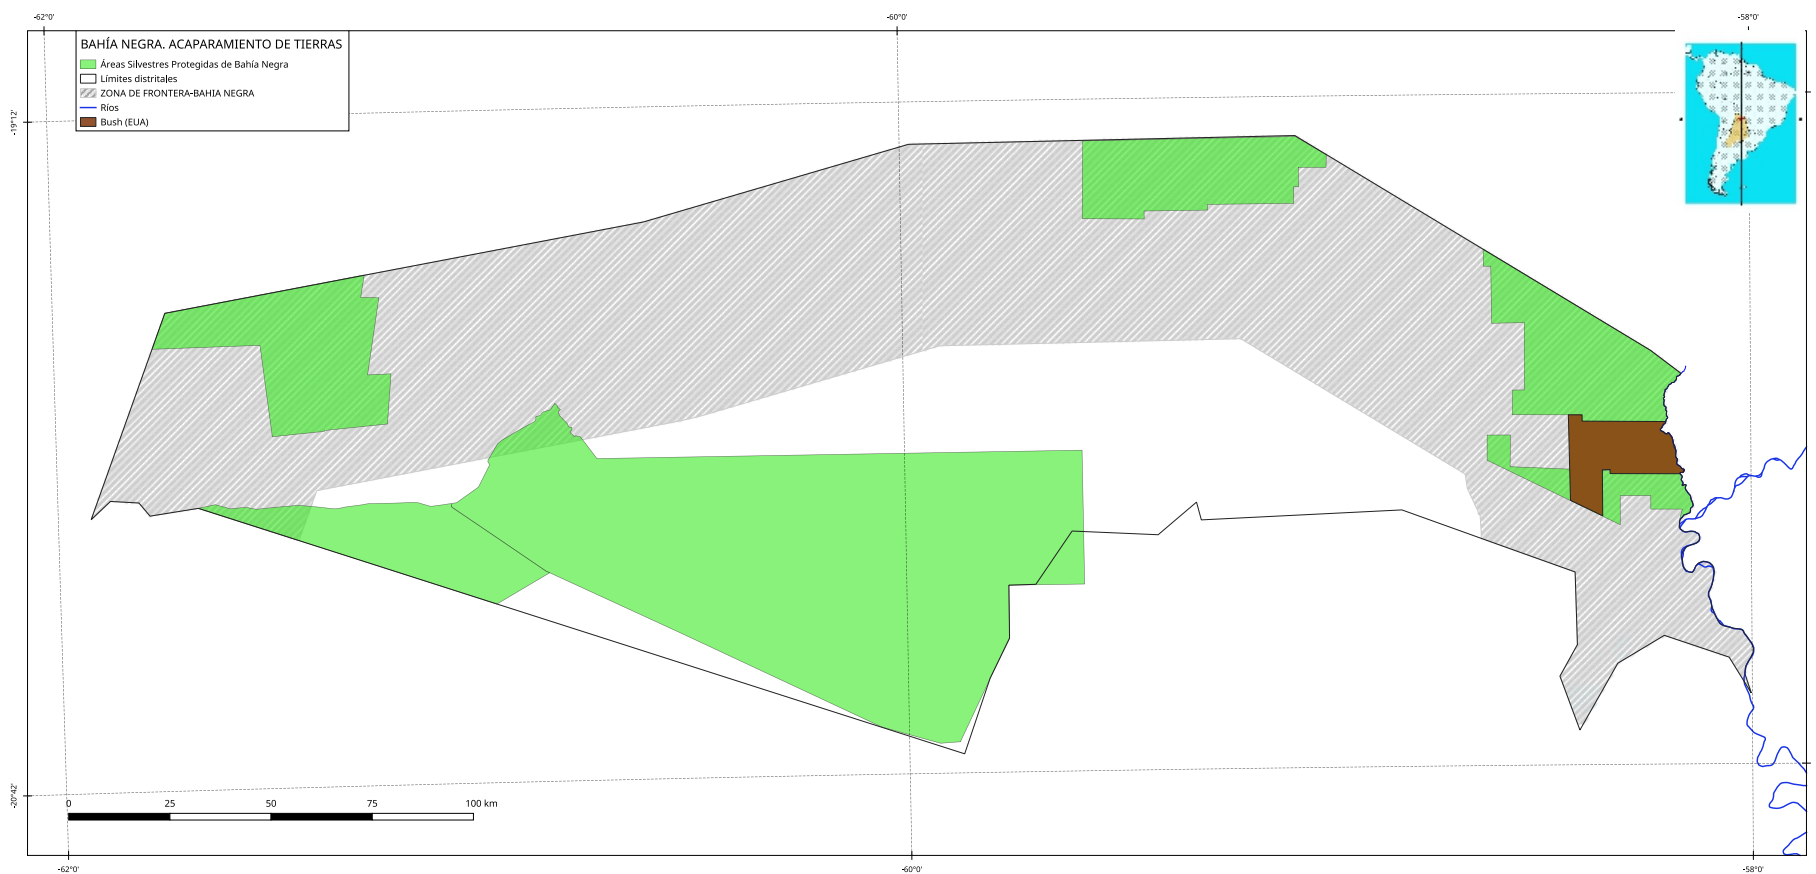 -62°0'
-60°0'
-58°0'
BAHÍA NEGRA. ACAPARAMIENTO DE TIERRAS
Áreas Silvestres Protegidas de Bahía Negra
Límites distritales
ZONA DE FRONTERA-BAHIA NEGRA
Ríos
Bush (EUA)
-19°12'
-20°42'
0 25 50 75 100 km
-62°0'
-60°0'
-58°0'